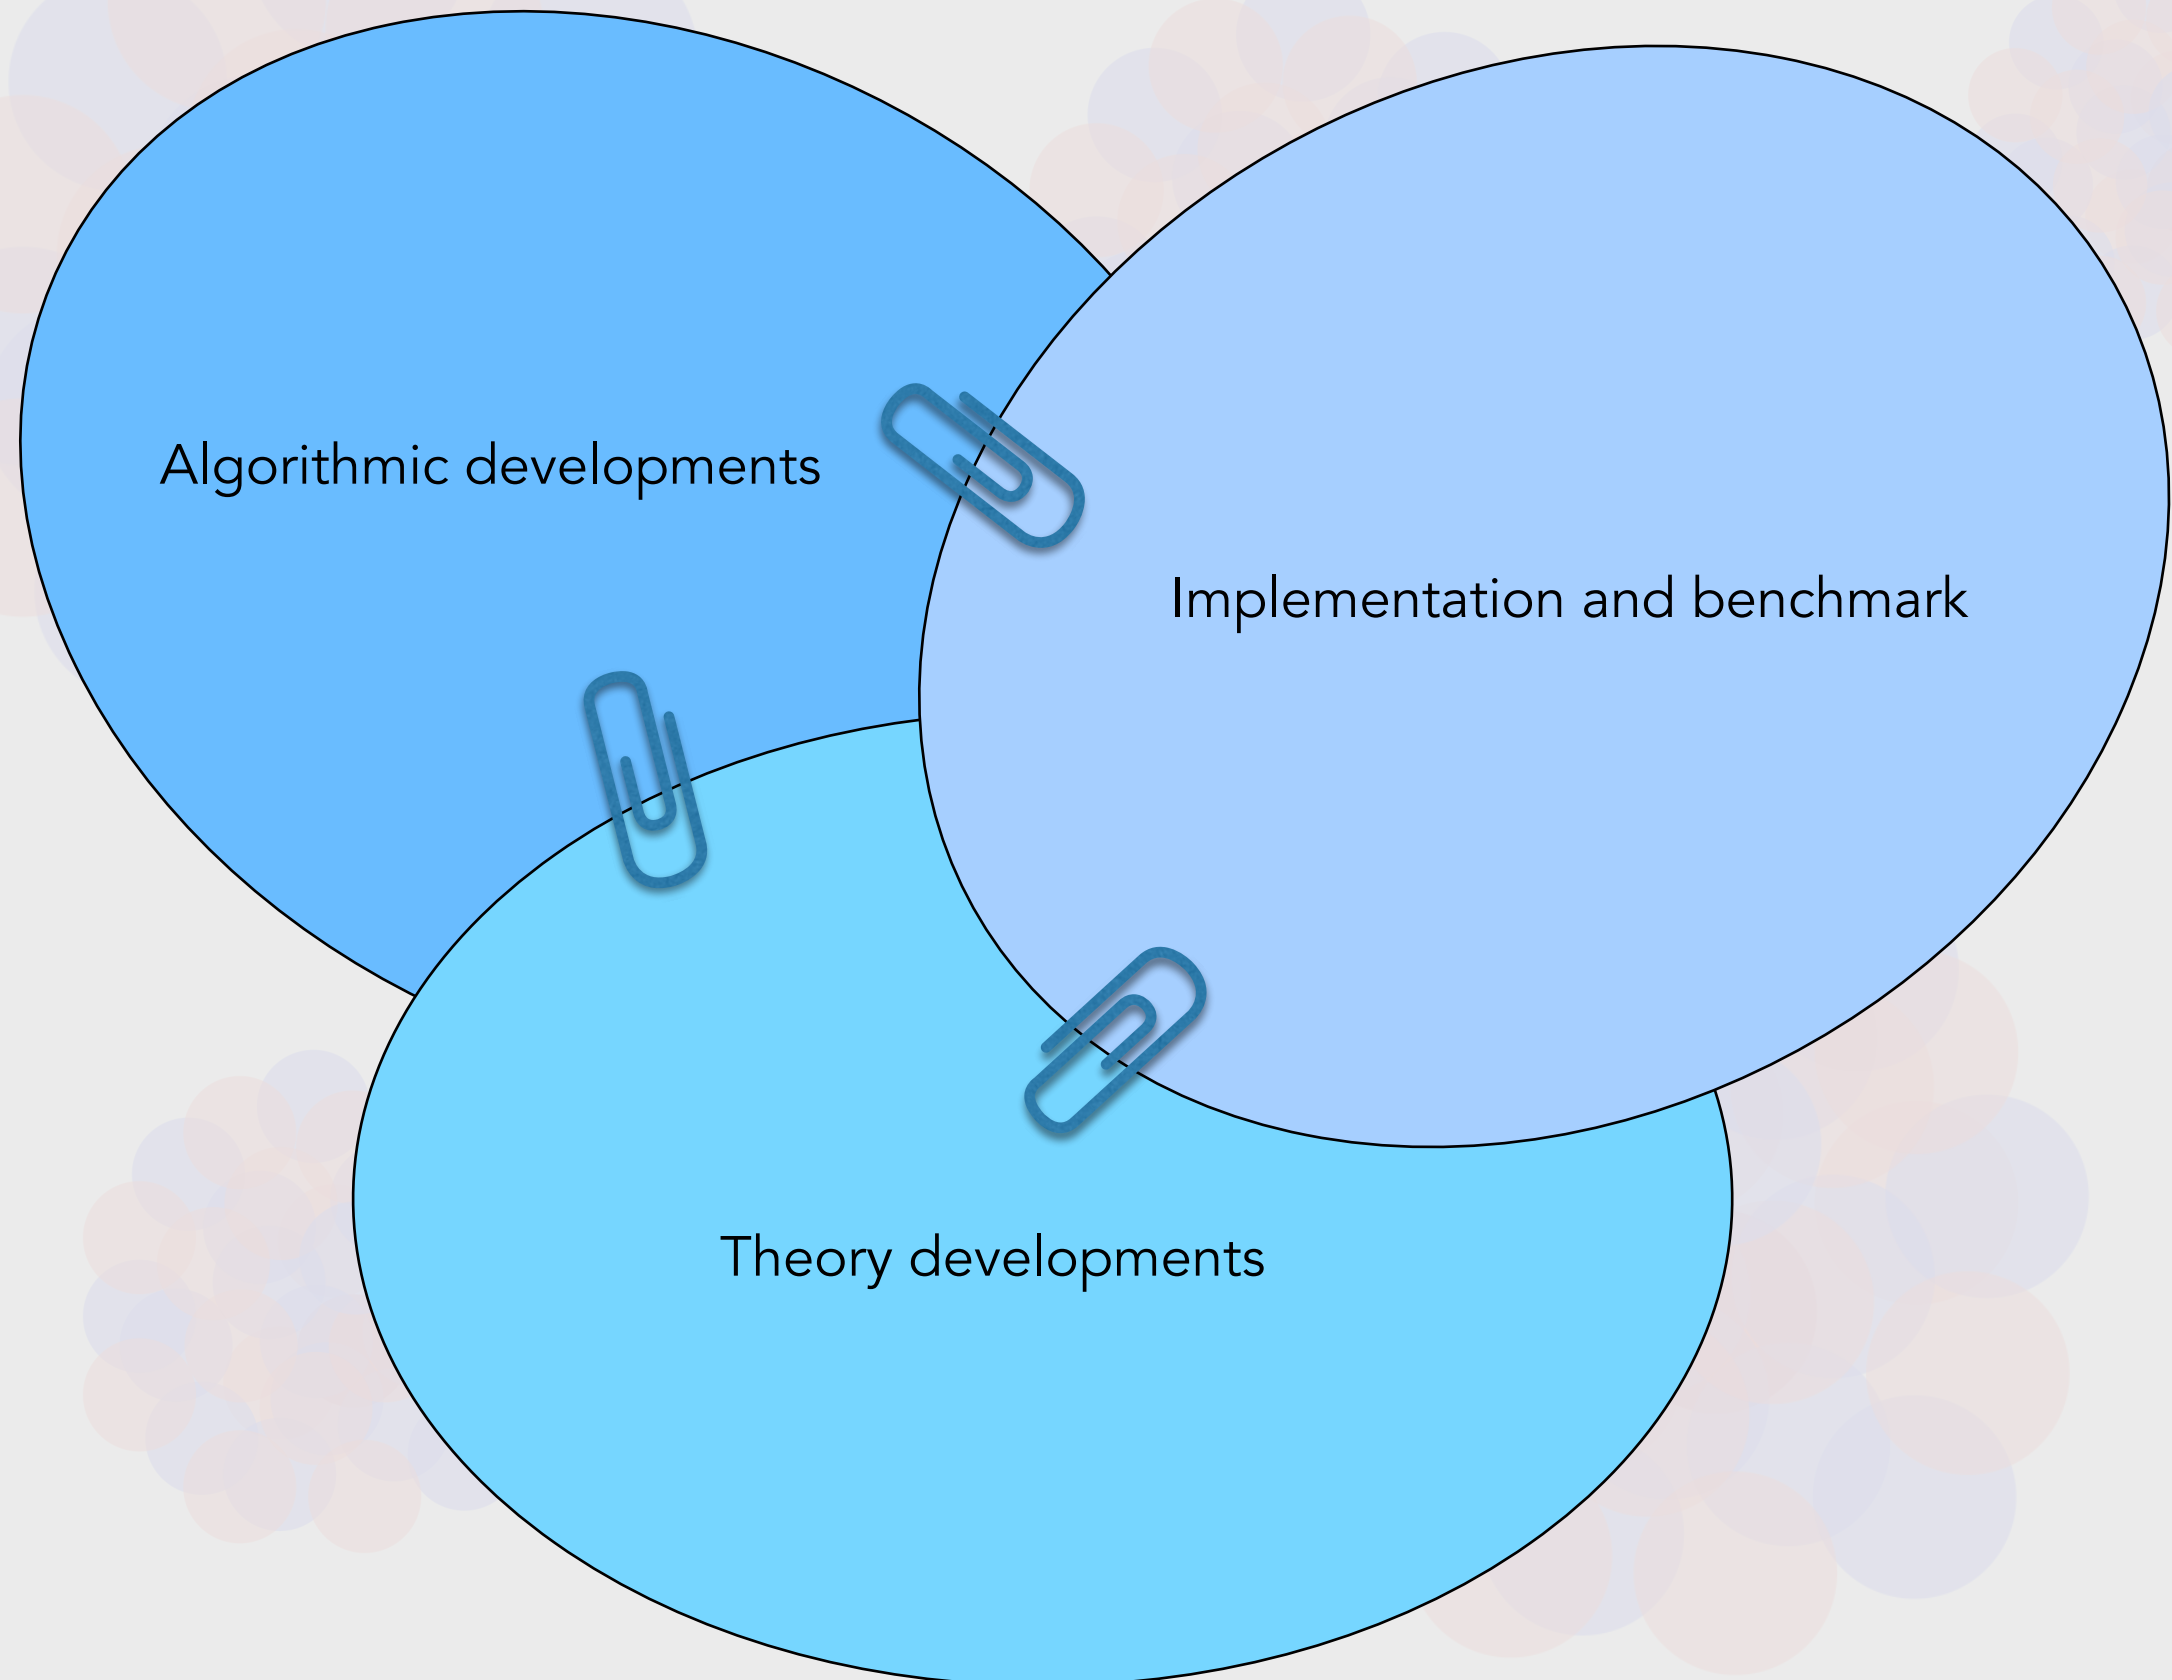 Algorithmic developments
Implementation and benchmark
Theory developments